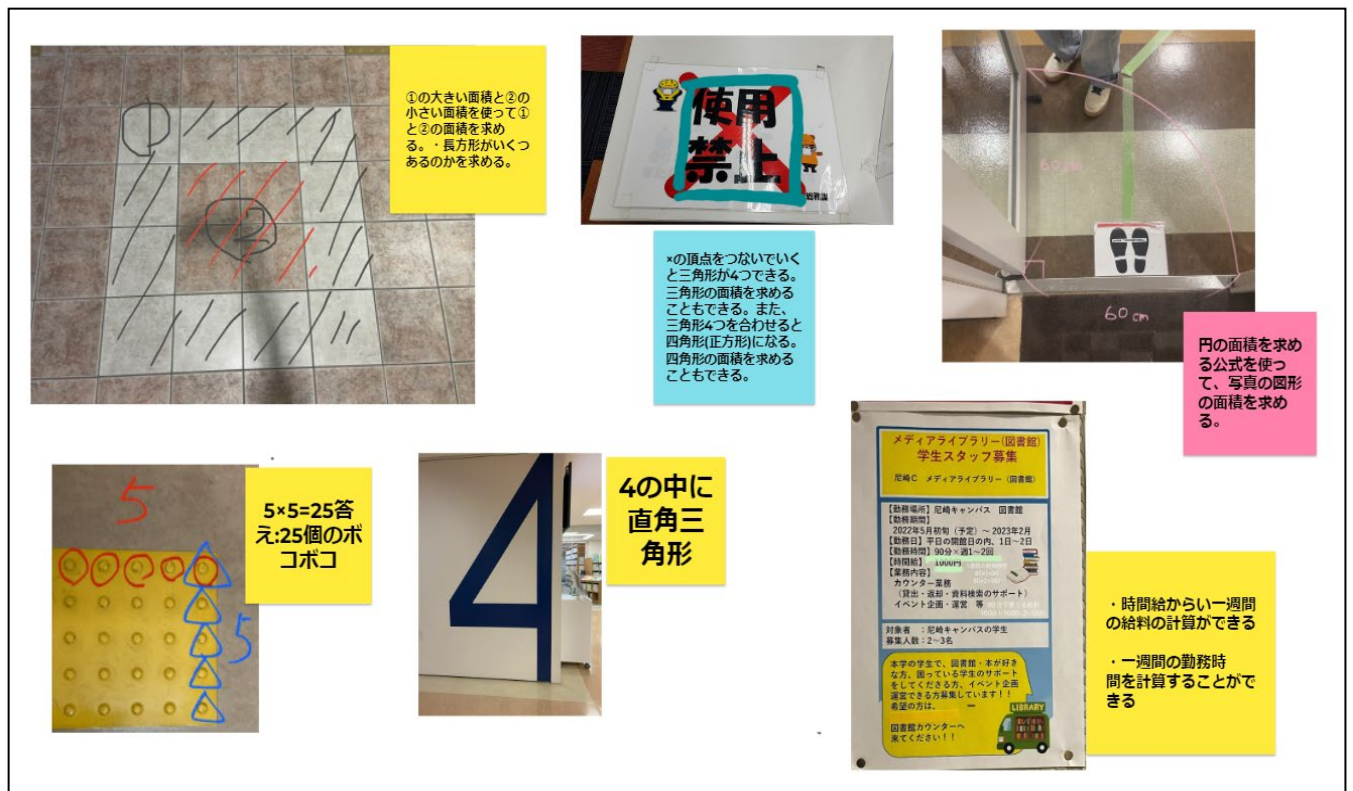 ①
②
①の大きい面積と②の
小さい面積を使って①
と②の面積を求め
る。・長方形がいくつ
あるのかを求める。
使用
禁止
×の頂点をつないでいく
と三角形が4つできる。
三角形の面積を求める
こともできる。また、
三角形4つを合わせると
四角形(正方形)になる。
四角形の面積を求める
こともできる。
60cm
60cm
円の面積を求め
る公式を使っ
て、写真の図形
の面積を求め
る。
5
5
5×5=25答
え:25個のボ
コボコ
4
4の中に
直角三
角形
メディアライブラリー(図書館)
学生スタッフ募集
尼崎C メディアライブラリー(図書館)
【勤務場所】尼崎キャンパス 図書館
【勤務期間】
2022年5月初旬(予定)~2023年2月
【勤務日】平日の開館日の内、1日~2日
【勤務時間】90分×週1~2回
【時間給】 1000円
【業務内容】
カウンター業務
(貸出・返却・資料検索のサポート)
イベント企画・運営 等
対象者 :尼崎キャンパスの学生
募集人数:2~3名
本学の学生で、図書館・本が好き
な方、困っている学生のサポート
をしてくださる方、イベント企画
運営できる方募集しています!!
希望の方は、
図書館カウンターへ
来てください!!
LIBRARY
・時間給からい一週間
の給料の計算ができる
・一週間の勤務時
間を計算することがで
きる